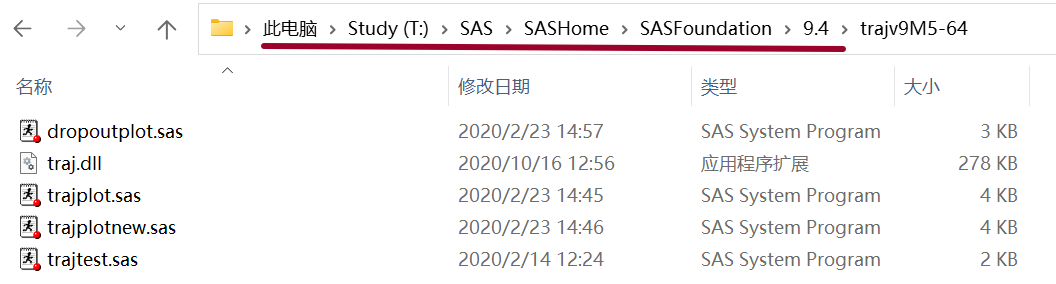 此电脑 > Study (T:) > SAS > SASHome > SASFoundation > 9.4 > trajv9M5-64
名称 修改日期 类型 大小
dropoutplot.sas 2020/2/23 14:57 SAS System Program 3 KB
traj.dll 2020/10/16 12:56 应用程序扩展 278 KB
trajplot.sas 2020/2/23 14:45 SAS System Program 4 KB
trajplotnew.sas 2020/2/23 14:46 SAS System Program 4 KB
trajtest.sas 2020/2/14 12:24 SAS System Program 2 KB